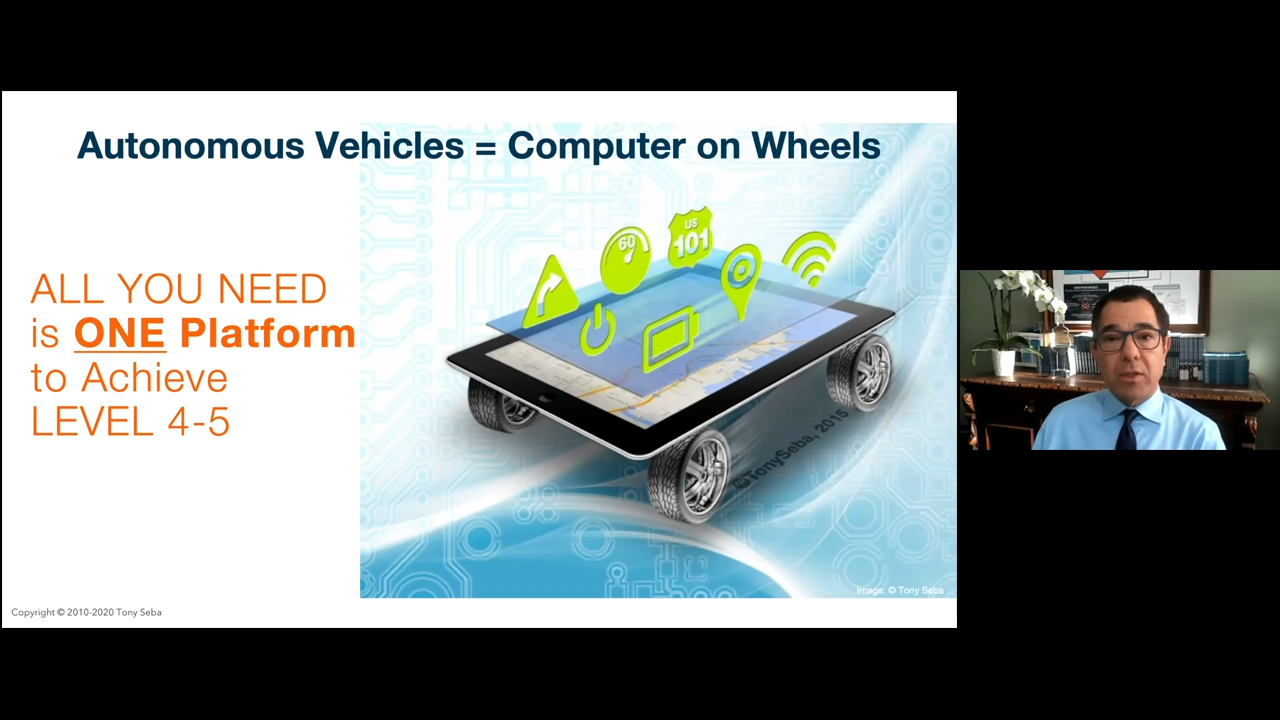 Autonomous Vehicles = Computer on Wheels
ALL YOU NEED
is ONE Platform
to Achieve
LEVEL 4-5
60
US
101
©TonySeba, 2015
Image: © Tony Seba
Copyright © 2010-2020 Tony Seba